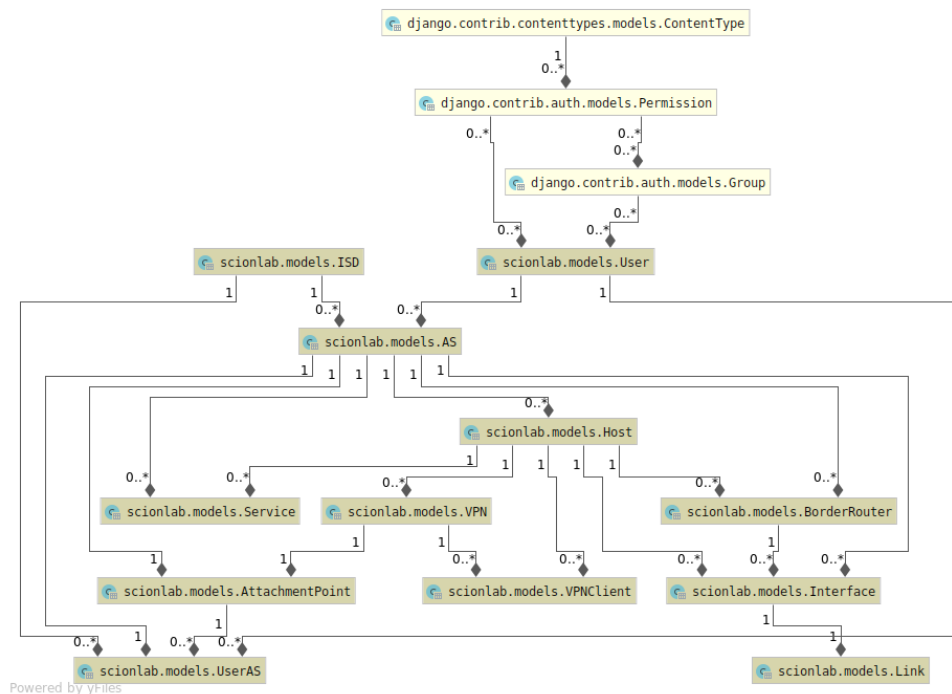 django.contrib.contenttypes.models.ContentType
1
0..*
django.contrib.auth.models.Permission
0..* 0..*
0..*
django.contrib.auth.models.Group
0..*
0..* 0..*
scionlab.models.ISD scionlab.models.User
1 1 1 1
0..* 0..*
scionlab.models.AS
1 1 1 1 1 1
0..*
scionlab.models.Host
1 1 1 1 1
0..* 0..* 0..* 0..* 0..*
scionlab.models.Service scionlab.models.VPN scionlab.models.BorderRouter
1 1 1
1 1 0..* 0..* 0..* 0..* 0..*
scionlab.models.AttachmentPoint scionlab.models.VPNClient scionlab.models.Interface
1 1
0..* 1 0..* 0..* 1
scionlab.models.UserAS scionlab.models.Link
Powered by yFiles